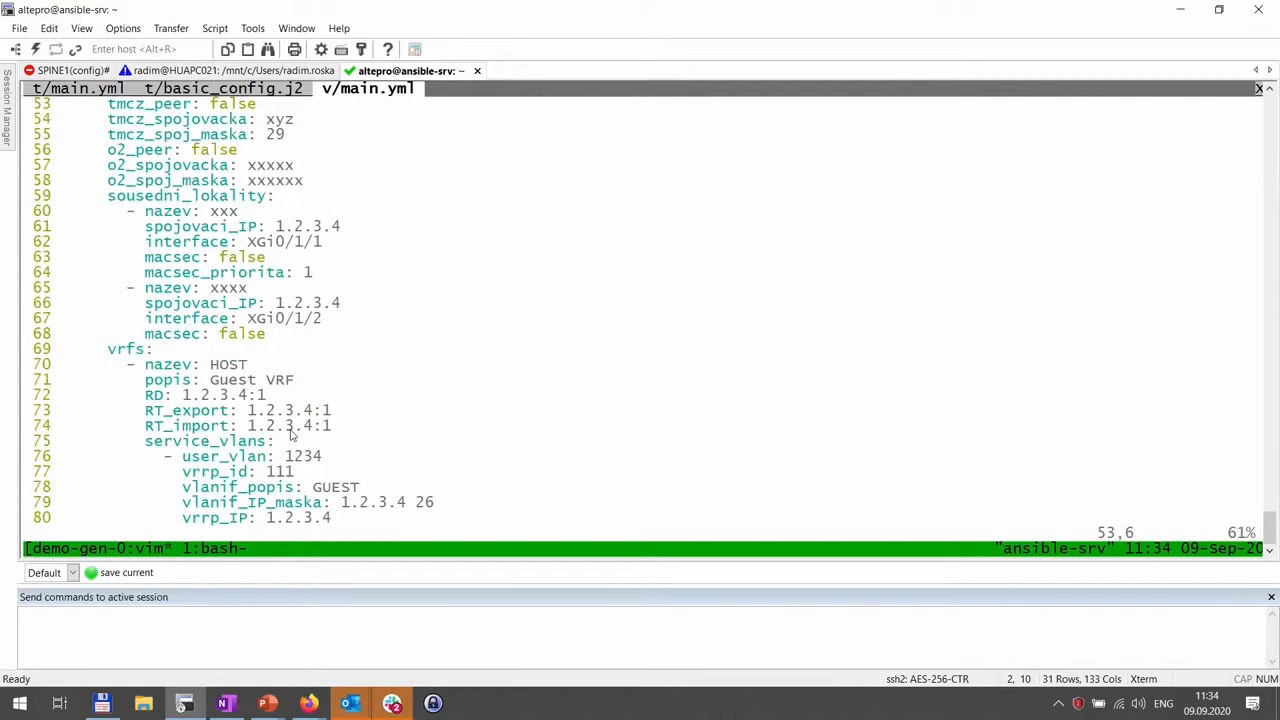 altepro@ansible-srv: ~
File Edit View Options Transfer Script Tools Window Help
Enter host <Alt+R>
SPINE1(config)# radim@HUAPC021: /mnt/c/Users/radim.roska altepro@ansible-srv: ~
Session Manager
t/main.yml t/basic_config.j2 v/main.yml X
53 tmcz_peer: false
54 tmcz_spojovacka: xyz
55 tmcz_spoj_maska: 29
56 o2_peer: false
57 o2_spojovacka: xxxxx
58 o2_spoj_maska: xxxxxx
59 sousedni_lokality:
60 - nazev: xxx
61 spojovaci_IP: 1.2.3.4
62 interface: XGi0/1/1
63 macsec: false
64 macsec_priorita: 1
65 - nazev: xxxx
66 spojovaci_IP: 1.2.3.4
67 interface: XGi0/1/2
68 macsec: false
69 vrfs:
70 - nazev: HOST
71 popis: Guest VRF
72 RD: 1.2.3.4:1
73 RT_export: 1.2.3.4:1
74 RT_import: 1.2.3.4:1
75 service_vlans:
76 - user_vlan: 1234
77 vrrp_id: 111
78 vlanif_popis: GUEST
79 vlanif_IP_maska: 1.2.3.4 26
80 vrrp_IP: 1.2.3.4
53,6 61%
[demo-gen-0:vim* 1:bash- "ansible-srv" 11:34 09-Sep-20
Default save current
Send commands to active session
Ready ssh2: AES-256-CTR 2, 10 31 Rows, 133 Cols Xterm CAP NUM
ENG 11:34
09.09.2020